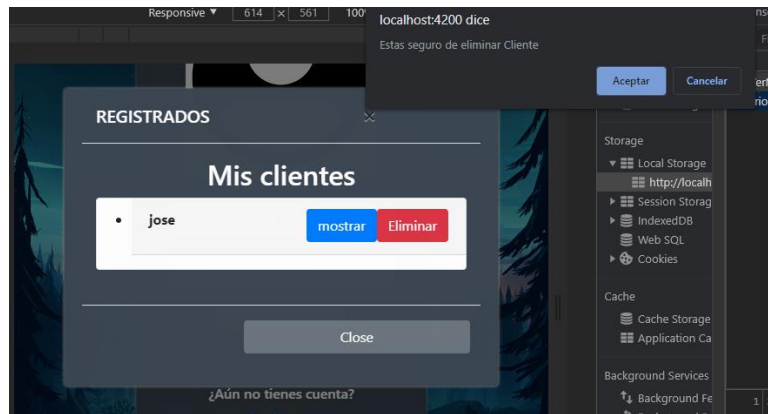 Responsive ▼ 614 × 561 100
localhost:4200 dice
Estas seguro de eliminar Cliente
Aceptar Cancelar
REGISTRADOS ×
Mis clientes
jose mostrar Eliminar
Close
¿Aún no tienes cuenta?
Storage
Local Storage
http://localh
Session Storag
IndexedDB
Web SQL
Cookies
Cache
Cache Storage
Application Ca
Background Services
Background Fe
1